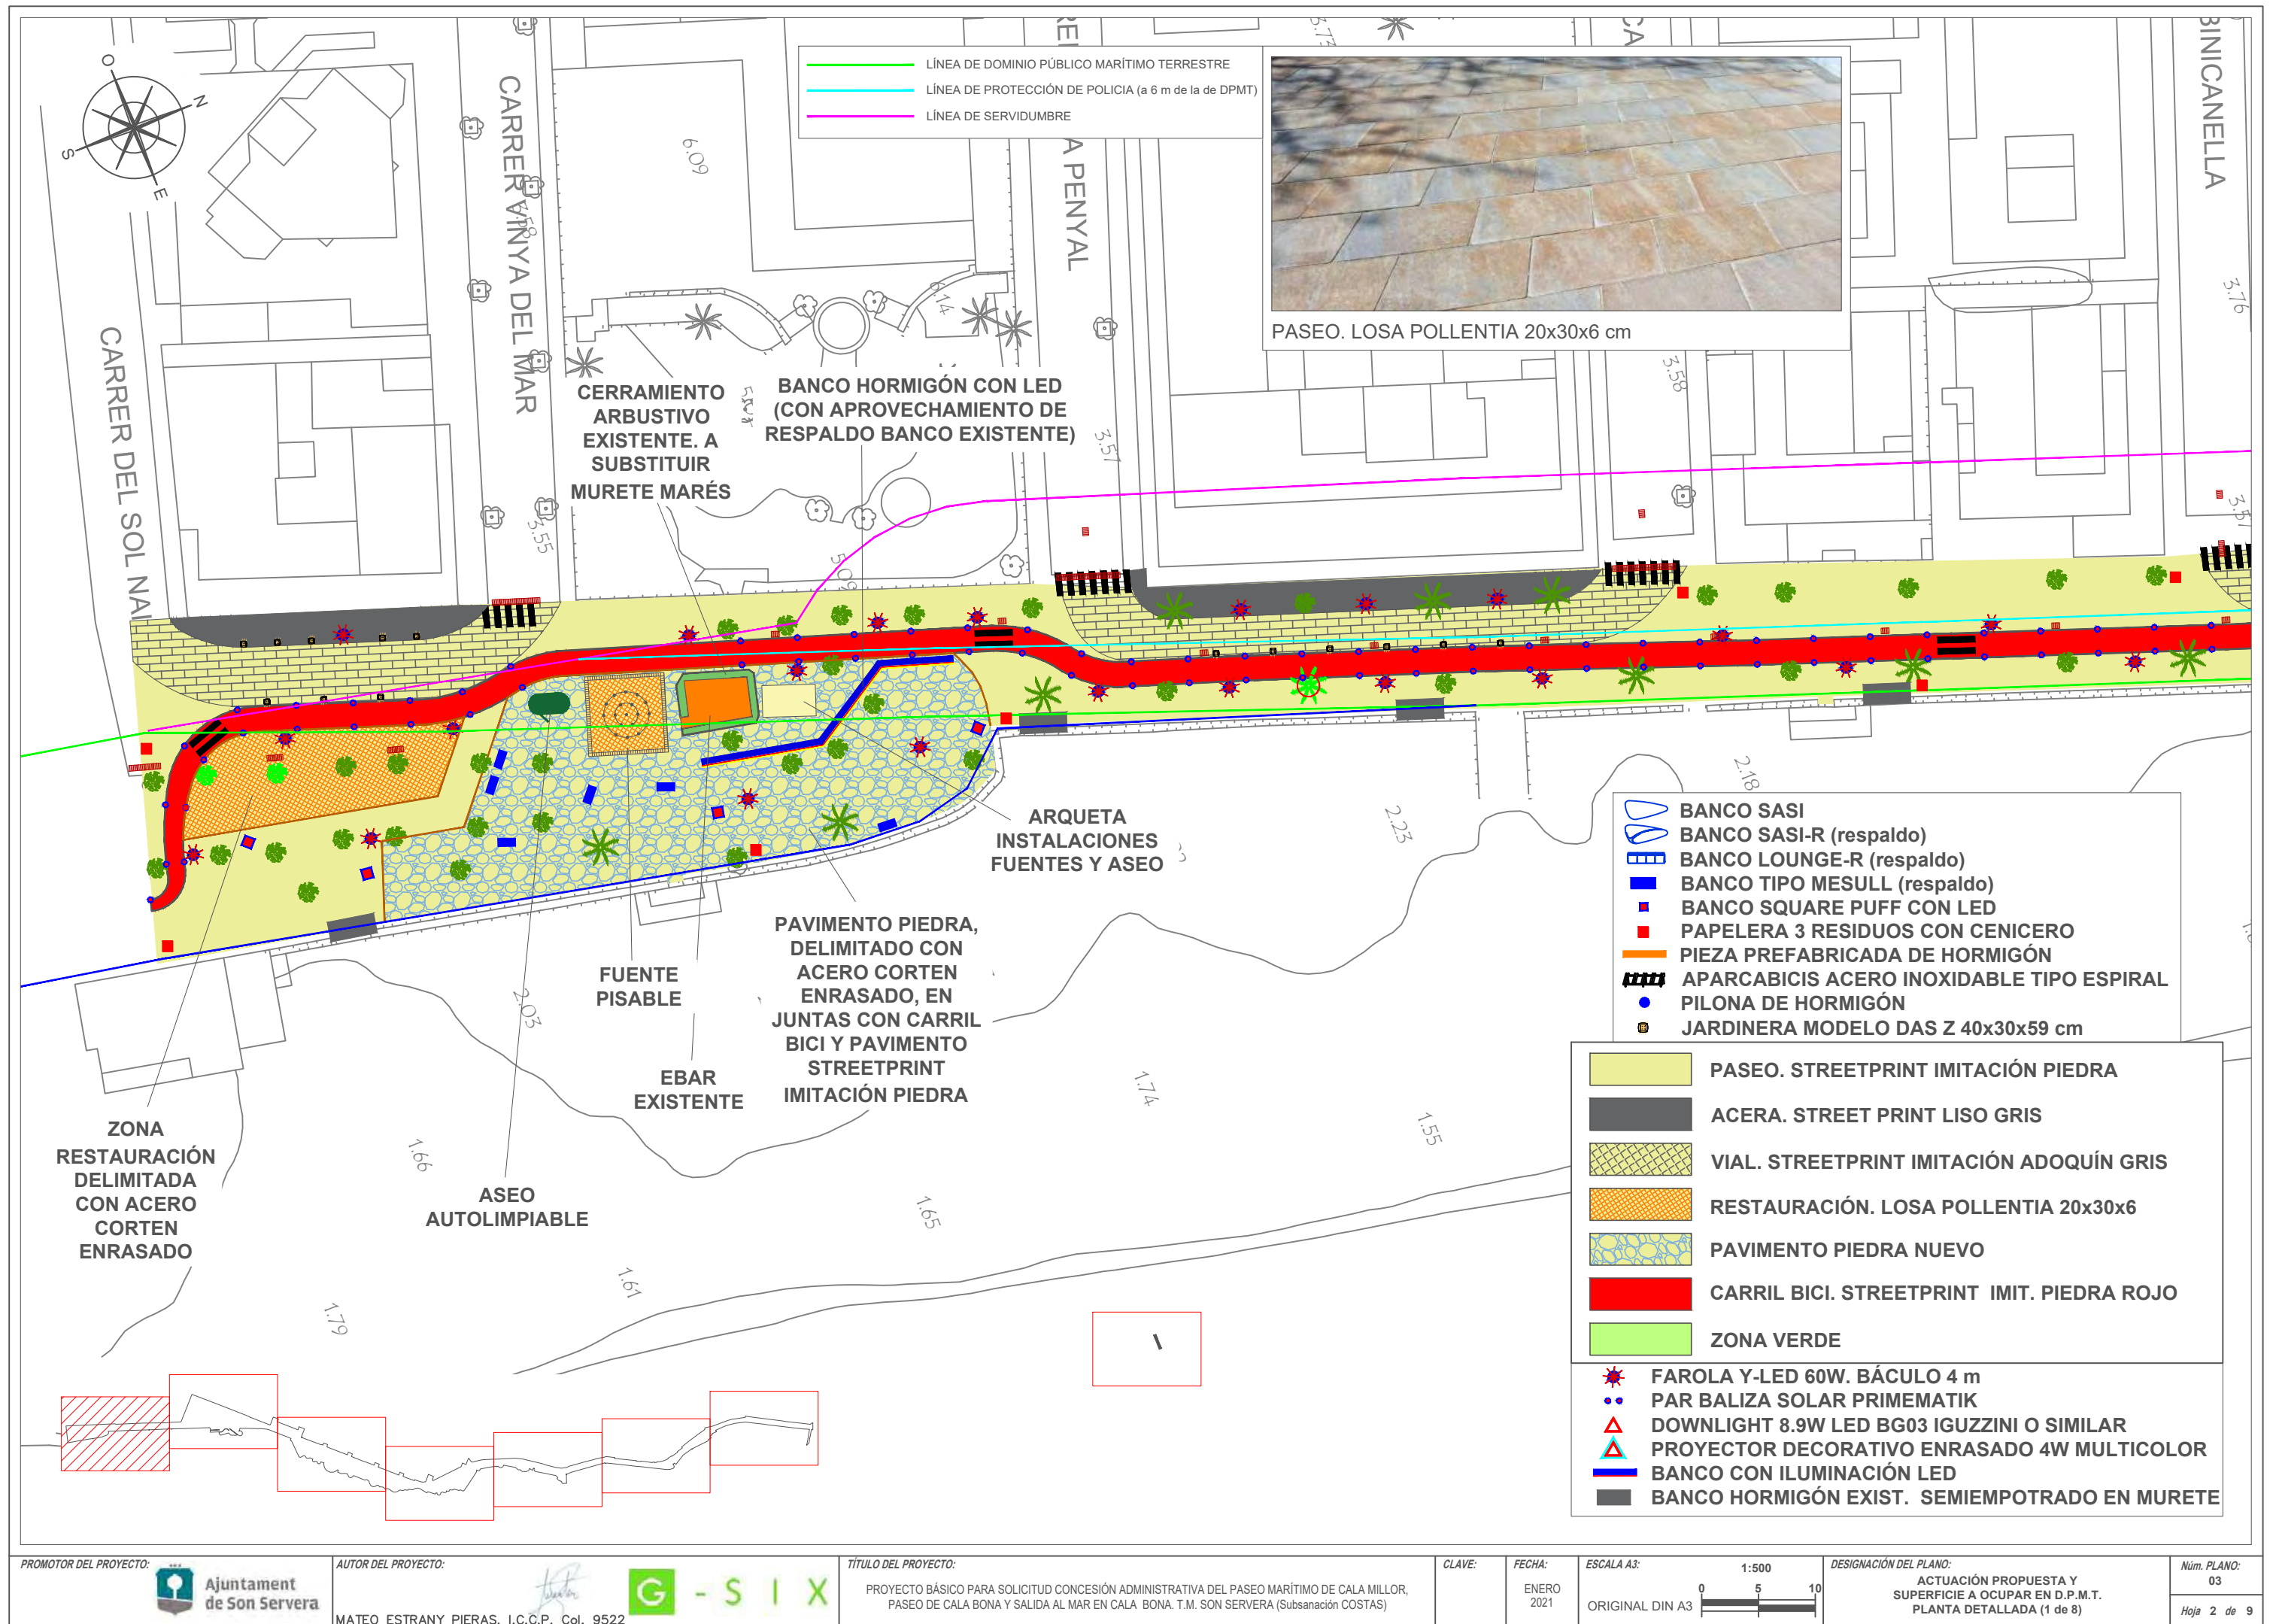 LÍNEA DE DOMINIO PÚBLICO MARÍTIMO TERRESTRE
LÍNEA DE PROTECCIÓN DE POLICIA (a 6 m de la de DPMT)
LÍNEA DE SERVIDUMBRE
PASEO. LOSA POLLENTIA 20x30x6 cm
O
N
S
E
CARRER DEL SOL NAI
CARRER VINYA DEL MAR
A PENYAL
CA
BINICANELLA
6.09
6.14
3.73
3.58
3.55
5.09
3.57
3.58
3.76
3.57
CERRAMIENTO
ARBUSTIVO
EXISTENTE. A
SUBSTITUIR
MURETE MARÉS
BANCO HORMIGÓN CON LED
(CON APROVECHAMIENTO DE
RESPALDO BANCO EXISTENTE)
ARQUETA
INSTALACIONES
FUENTES Y ASEO
PAVIMENTO PIEDRA,
DELIMITADO CON
ACERO CORTEN
ENRASADO, EN
JUNTAS CON CARRIL
BICI Y PAVIMENTO
STREETPRINT
IMITACIÓN PIEDRA
FUENTE
PISABLE
EBAR
EXISTENTE
ASEO
AUTOLIMPIABLE
ZONA
RESTAURACIÓN
DELIMITADA
CON ACERO
CORTEN
ENRASADO
2.18
2.23
2.03
1.74
1.55
1.66
1.65
1.61
1.79
BANCO SASI
BANCO SASI-R (respaldo)
BANCO LOUNGE-R (respaldo)
BANCO TIPO MESULL (respaldo)
BANCO SQUARE PUFF CON LED
PAPELERA 3 RESIDUOS CON CENICERO
PIEZA PREFABRICADA DE HORMIGÓN
APARCABICIS ACERO INOXIDABLE TIPO ESPIRAL
PILONA DE HORMIGÓN
JARDINERA MODELO DAS Z 40x30x59 cm
PASEO. STREETPRINT IMITACIÓN PIEDRA
ACERA. STREET PRINT LISO GRIS
VIAL. STREETPRINT IMITACIÓN ADOQUÍN GRIS
RESTAURACIÓN. LOSA POLLENTIA 20x30x6
PAVIMENTO PIEDRA NUEVO
CARRIL BICI. STREETPRINT IMIT. PIEDRA ROJO
ZONA VERDE
FAROLA Y-LED 60W. BÁCULO 4 m
PAR BALIZA SOLAR PRIMEMATIK
DOWNLIGHT 8.9W LED BG03 IGUZZINI O SIMILAR
PROYECTOR DECORATIVO ENRASADO 4W MULTICOLOR
BANCO CON ILUMINACIÓN LED
BANCO HORMIGÓN EXIST. SEMIEMPOTRADO EN MURETE
PROMOTOR DEL PROYECTO:
Ajuntament
de Son Servera
AUTOR DEL PROYECTO:
G - S I X
MATEO ESTRANY PIERAS. I.C.C.P. Col. 9522
TÍTULO DEL PROYECTO:
PROYECTO BÁSICO PARA SOLICITUD CONCESIÓN ADMINISTRATIVA DEL PASEO MARÍTIMO DE CALA MILLOR,
PASEO DE CALA BONA Y SALIDA AL MAR EN CALA BONA. T.M. SON SERVERA (Subsanación COSTAS)
CLAVE:
FECHA:
ENERO
2021
ESCALA A3:
1:500
0 5 10
ORIGINAL DIN A3
DESIGNACIÓN DEL PLANO:
ACTUACIÓN PROPUESTA Y
SUPERFICIE A OCUPAR EN D.P.M.T.
PLANTA DETALLADA (1 de 8)
Núm. PLANO:
03
Hoja 2 de 9